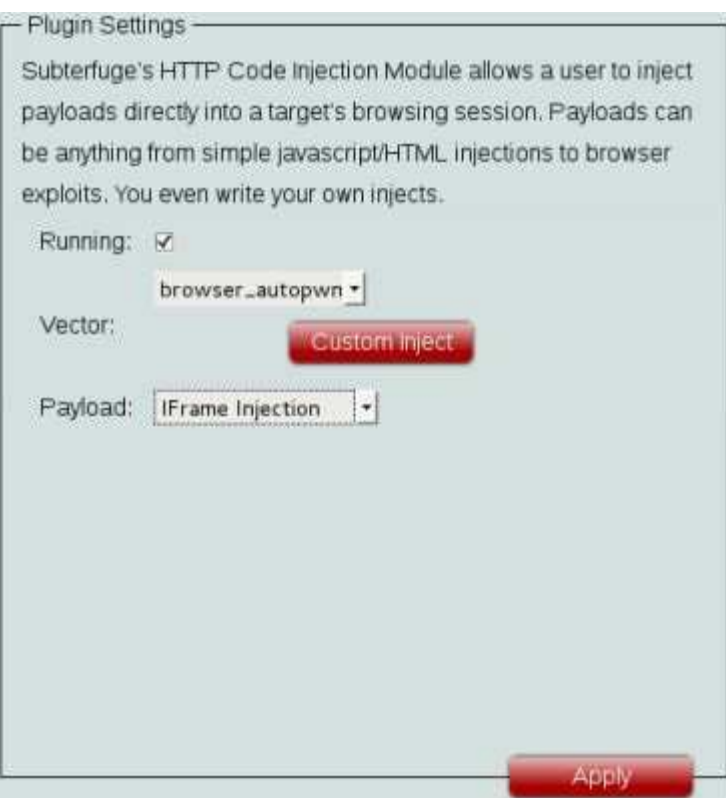 Plugin Settings
Subterfuge's HTTP Code Injection Module allows a user to inject
payloads directly into a target's browsing session. Payloads can
be anything from simple javascript/HTML injections to browser
exploits. You even write your own injects.
Running:
browser_autopwn
Vector:
Custom Inject
Payload: IFrame Injection
Apply